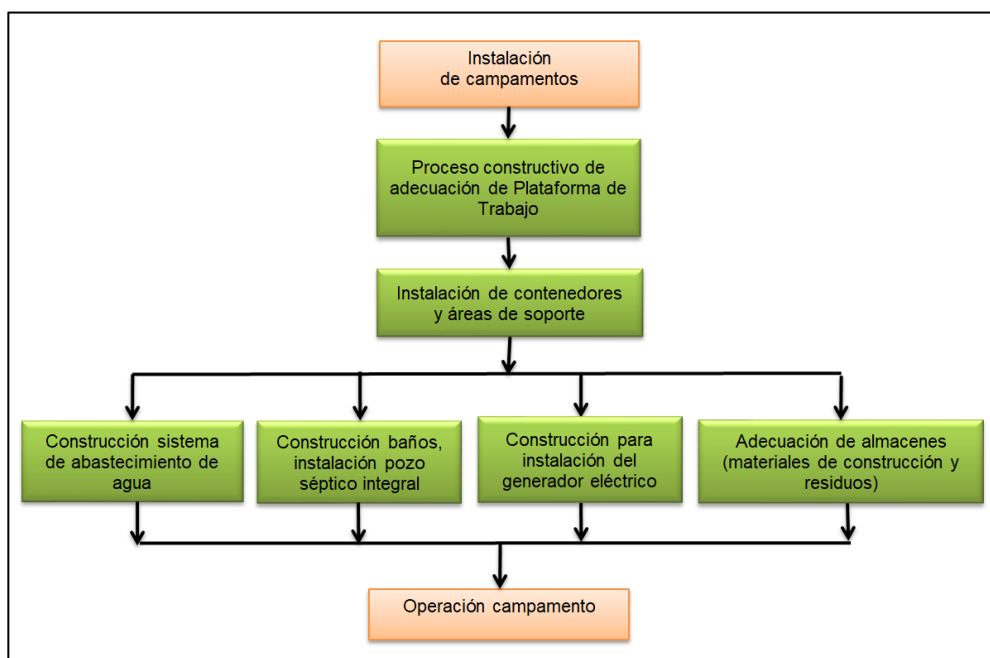 Instalación
de campamentos
Proceso constructivo de
adecuación de Plataforma de
Trabajo
Instalación de contenedores
y áreas de soporte
Construcción sistema
de abastecimiento de
agua
Construcción baños,
instalación pozo
séptico integral
Construcción para
instalación del
generador eléctrico
Adecuación de almacenes
(materiales de construcción y
residuos)
Operación campamento